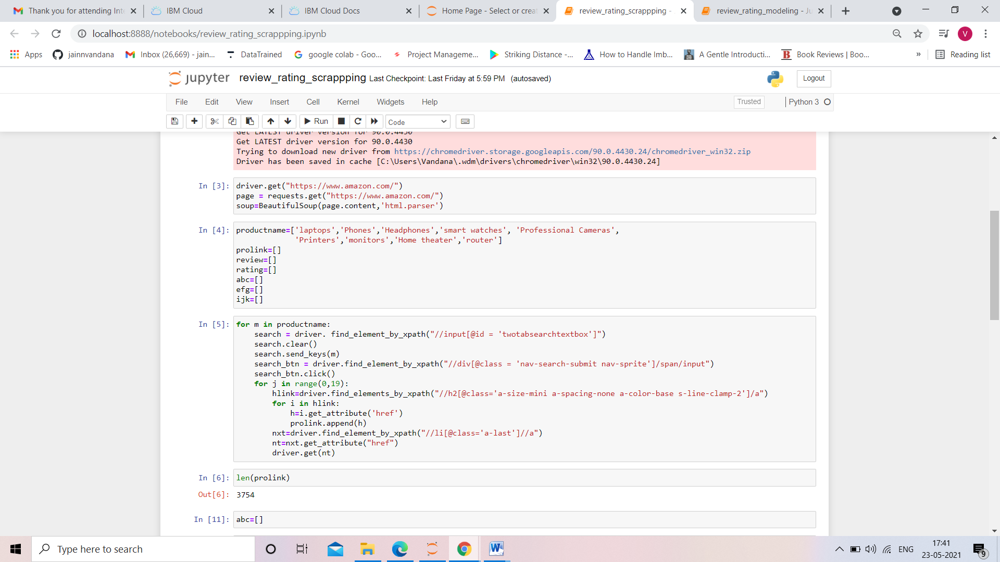 Thank you for attending Inte
IBM Cloud
IBM Cloud Docs
Home Page - Select or creat
review_rating_scrappping -
review_rating_modeling - Ju
localhost:8888/notebooks/review_rating_scrappping.ipynb
V
Apps
jainnvandana
Inbox (26,669) - jain...
DataTrained
google colab - Goo...
Project Manageme...
Striking Distance -...
How to Handle Imb...
A Gentle Introducti...
Book Reviews | Boo...
»
Reading list
jupyter review_rating_scrappping Last Checkpoint: Last Friday at 5:59 PM (autosaved)
Logout
File Edit View Insert Cell Kernel Widgets Help
Trusted
Python 3
Run
Code
Get LATEST driver version for 90.0.4430
Get LATEST driver version for 90.0.4430
Trying to download new driver from https://chromedriver.storage.googleapis.com/90.0.4430.24/chromedriver_win32.zip
Driver has been saved in cache [C:\Users\Vandana\.wdm\drivers\chromedriver\win32\90.0.4430.24]
In [3]: driver.get("https://www.amazon.com/")
page = requests.get("https://www.amazon.com/")
soup=BeautifulSoup(page.content,'html.parser')
In [4]: productname=['laptops','Phones','Headphones','smart watches', 'Professional Cameras',
'Printers','monitors','Home theater','router']
prolink=[]
review=[]
rating=[]
abc=[]
efg=[]
ijk=[]
In [5]: for m in productname:
search = driver. find_element_by_xpath("//input[@id = 'twotabsearchtextbox']")
search.clear()
search.send_keys(m)
search_btn = driver.find_element_by_xpath("//div[@class = 'nav-search-submit nav-sprite']/span/input")
search_btn.click()
for j in range(0,19):
hlink=driver.find_elements_by_xpath("//h2[@class='a-size-mini a-spacing-none a-color-base s-line-clamp-2']/a")
for i in hlink:
h=i.get_attribute('href')
prolink.append(h)
nxt=driver.find_element_by_xpath("//li[@class='a-last']//a")
nt=nxt.get_attribute("href")
driver.get(nt)
In [6]: len(prolink)
Out[6]: 3754
In [11]: abc=[]
Type here to search
W
ENG
17:41
23-05-2021
9